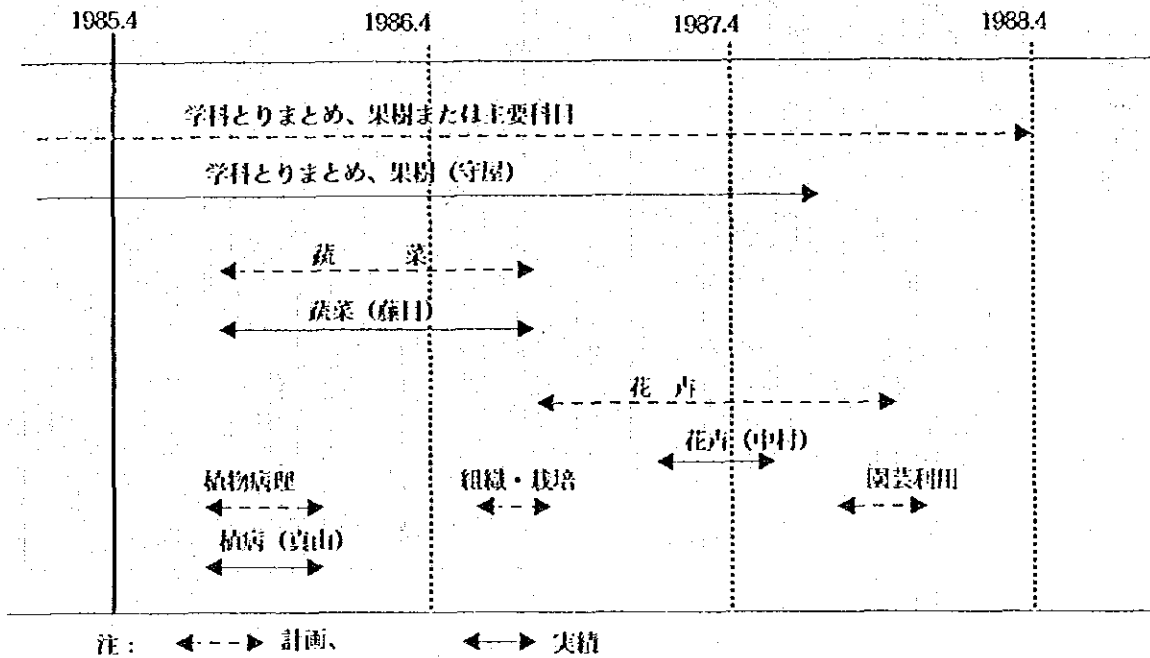 1985.4 1986.4 1987.4 1988.4
学科とりまとめ、果樹または主要科目
学科とりまとめ、果樹（守屋）
蔬 菜
蔬菜（藤目）
花 卉
花卉（中村）
植物病理 組織・栽培 園芸利用
植病（真山）
注： 計画、 実績